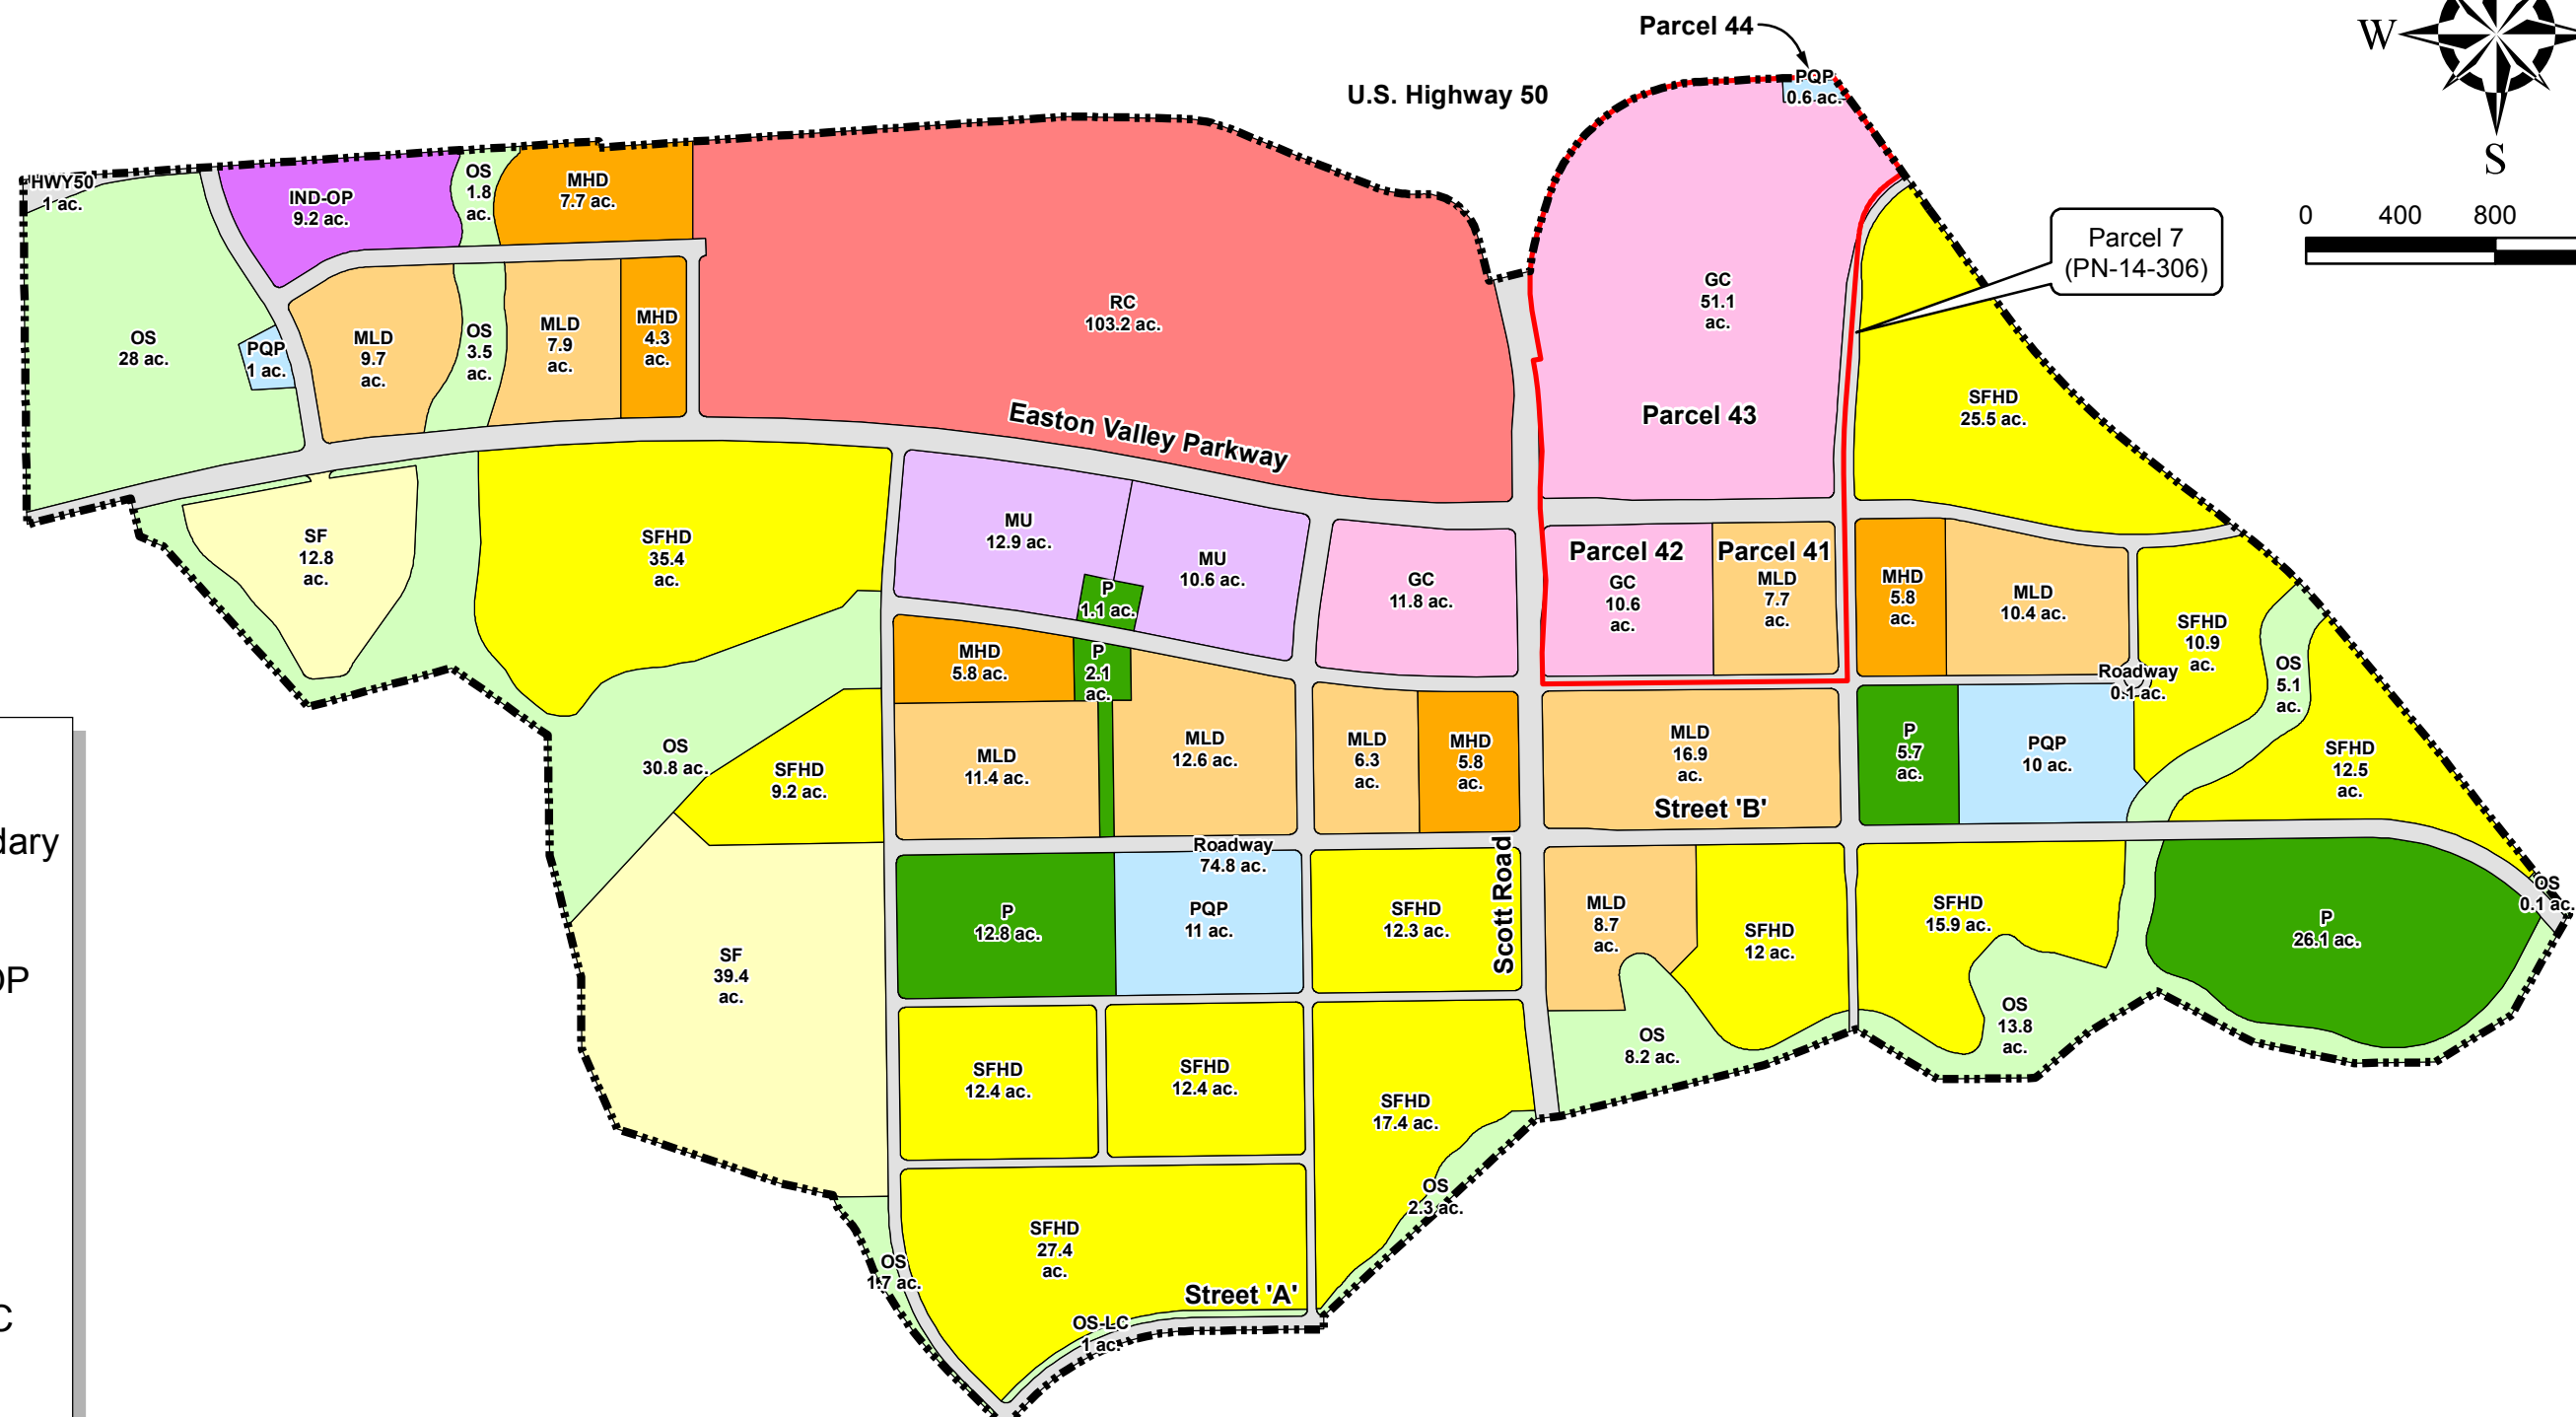 Parcel 44
W
S
U.S. Highway 50
PQP
0.6 ac.
0 400 800
HWY50
1 ac.
IND-OP
9.2 ac.
OS
1.8
ac.
MHD
7.7 ac.
Parcel 7
(PN-14-306)
OS
28 ac.
PQP
1 ac.
MLD
9.7
ac.
OS
3.5
ac.
MLD
7.9
ac.
MHD
4.3
ac.
RC
103.2 ac.
GC
51.1
ac.
Parcel 43
SFHD
25.5 ac.
Easton Valley Parkway
SF
12.8
ac.
SFHD
35.4
ac.
MU
12.9 ac.
MU
10.6 ac.
P
1.1 ac.
GC
11.8 ac.
Parcel 42
GC
10.6
ac.
Parcel 41
MLD
7.7
ac.
MHD
5.8
ac.
MLD
10.4 ac.
SFHD
10.9
ac.
Roadway
0.1 ac.
OS
5.1
ac.
MHD
5.8 ac.
P
2.1
ac.
OS
30.8 ac.
SFHD
9.2 ac.
MLD
11.4 ac.
MLD
12.6 ac.
MLD
6.3
ac.
MHD
5.8
ac.
MLD
16.9
ac.
Street 'B'
P
5.7
ac.
PQP
10 ac.
SFHD
12.5
ac.
dary
Roadway
74.8 ac.
Scott Road
SF
39.4
ac.
P
12.8 ac.
PQP
11 ac.
SFHD
12.3 ac.
MLD
8.7
ac.
SFHD
12 ac.
SFHD
15.9 ac.
P
26.1 ac.
OS
0.1 ac.
OP
OS
8.2 ac.
OS
13.8
ac.
SFHD
12.4 ac.
SFHD
12.4 ac.
SFHD
17.4 ac.
OS
2.3 ac.
SFHD
27.4
ac.
OS
1.7 ac.
Street 'A'
OS-LC
1 ac.
C